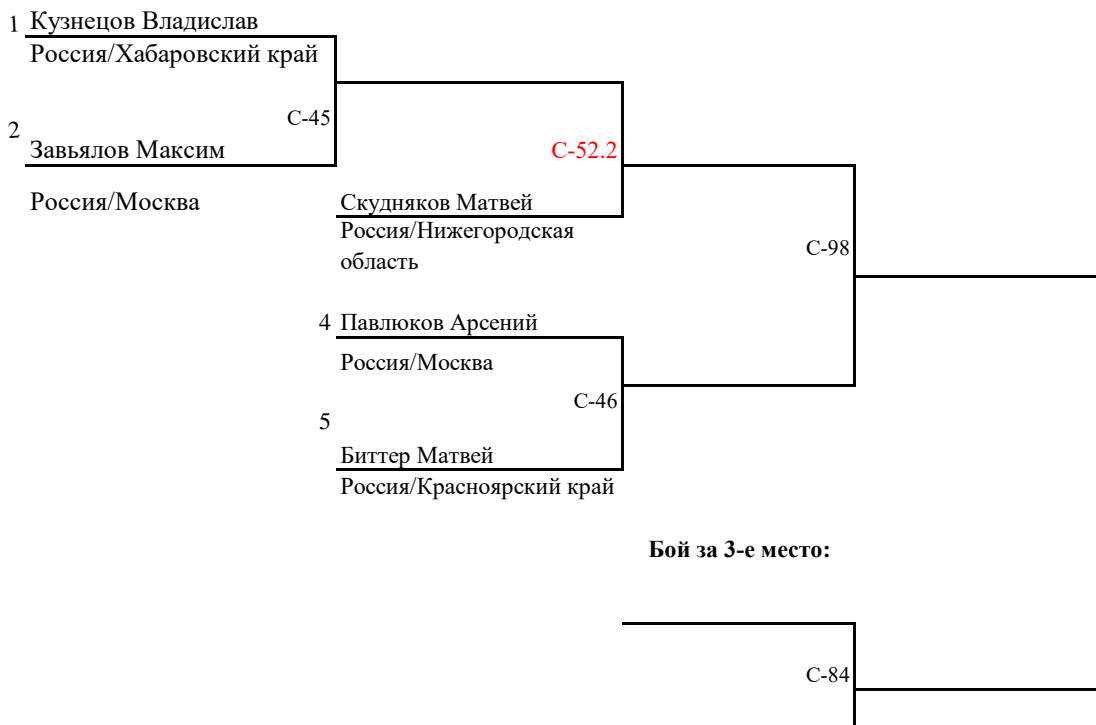 1 Кузнецов Владислав
Россия/Хабаровский край
С-45
2
Завьялов Максим
С-52.2
Россия/Москва
Скудняков Матвей
Россия/Нижегородская
область
С-98
4 Павлюков Арсений
Россия/Москва
С-46
5
Биттер Матвей
Россия/Красноярский край
Бой за 3-е место:
С-84